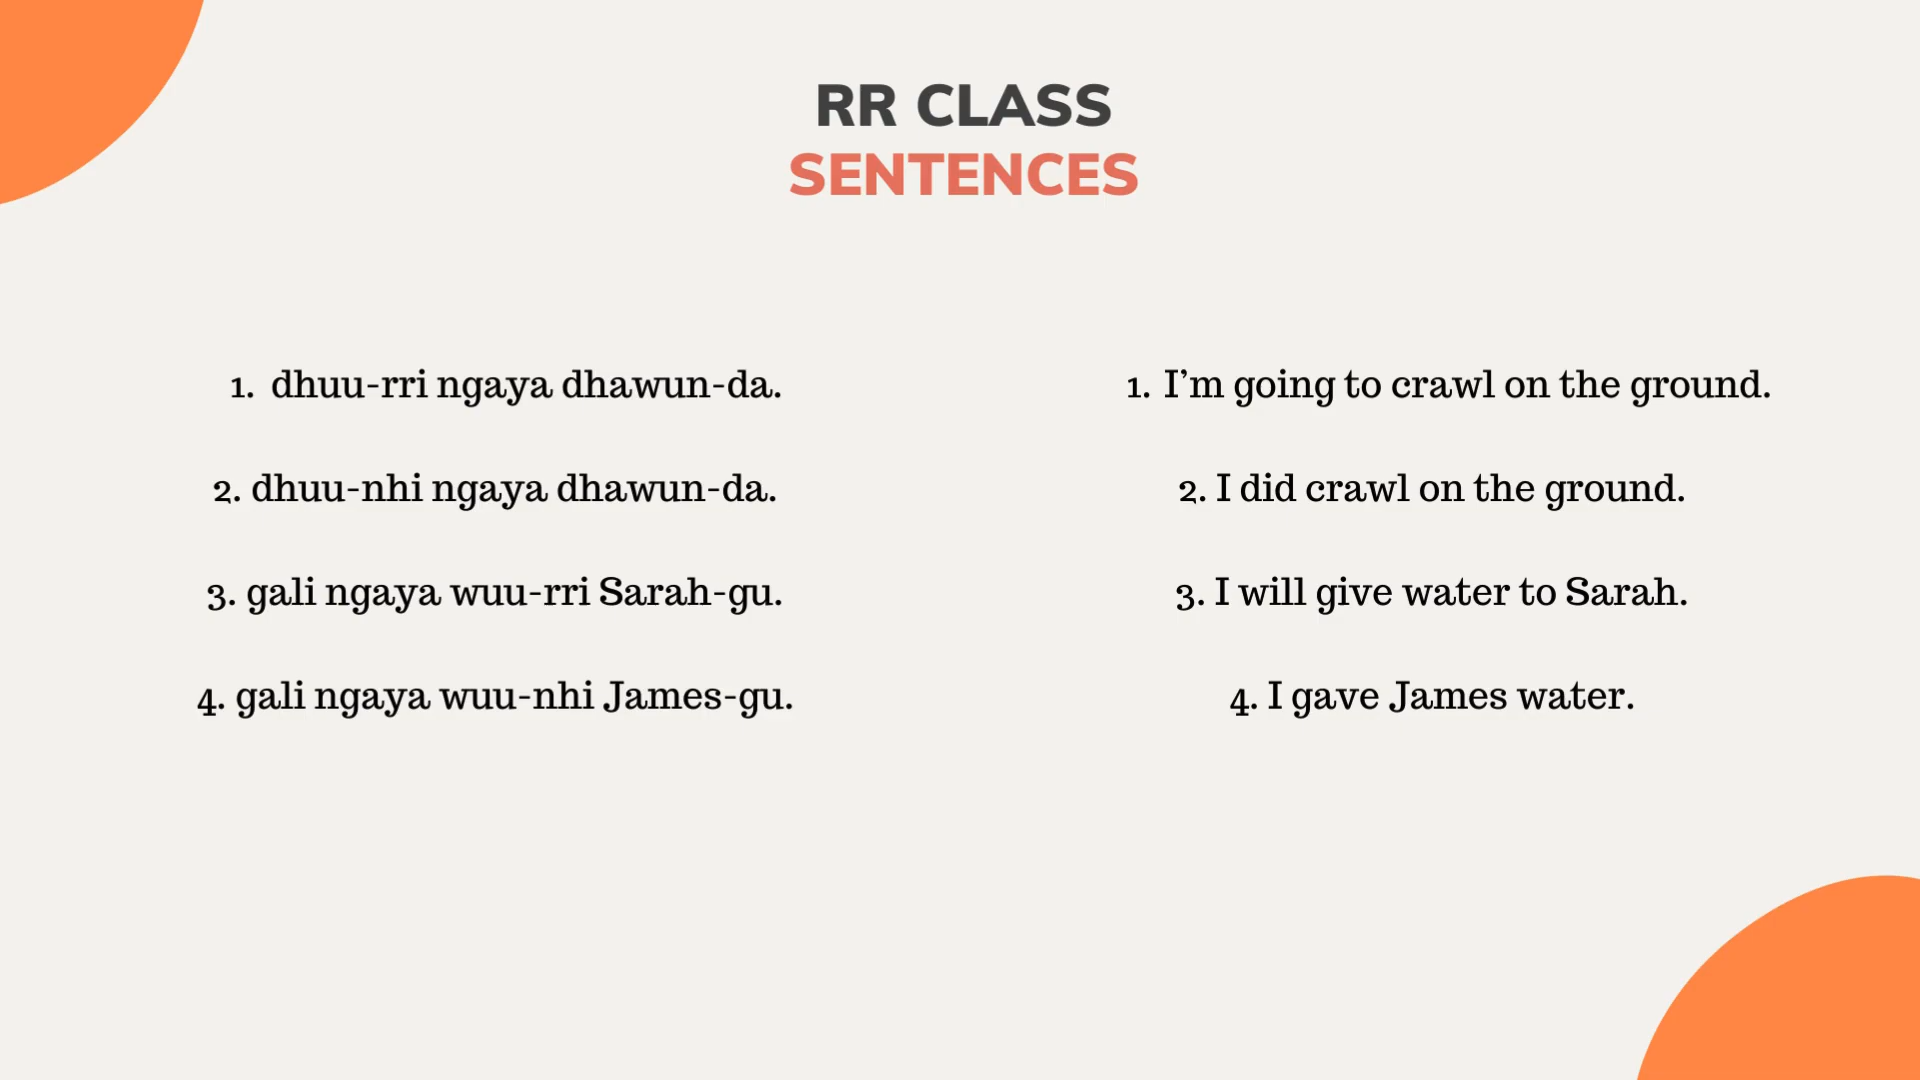 RR CLASS
SENTENCES
1. dhuu-rri ngaya dhawun-da.
2. dhuu-nhi ngaya dhawun-da.
3. gali ngaya wuu-rri Sarah-gu.
4. gali ngaya wuu-nhi James-gu.
1. I’m going to crawl on the ground.
2. I did crawl on the ground.
3. I will give water to Sarah.
4. I gave James water.